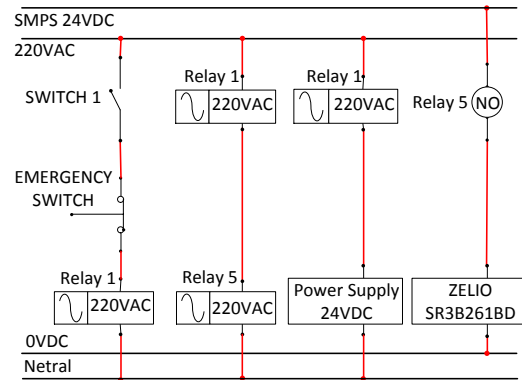 SMPS 24VDC
220VAC
SWITCH 1
EMERGENCY
SWITCH
Relay 1
220VAC
Relay 1
220VAC
Relay 5
220VAC
Relay 1
220VAC
Power Supply
24VDC
Relay 5
NO
ZELIO
SR3B261BD
0VDC
Netral